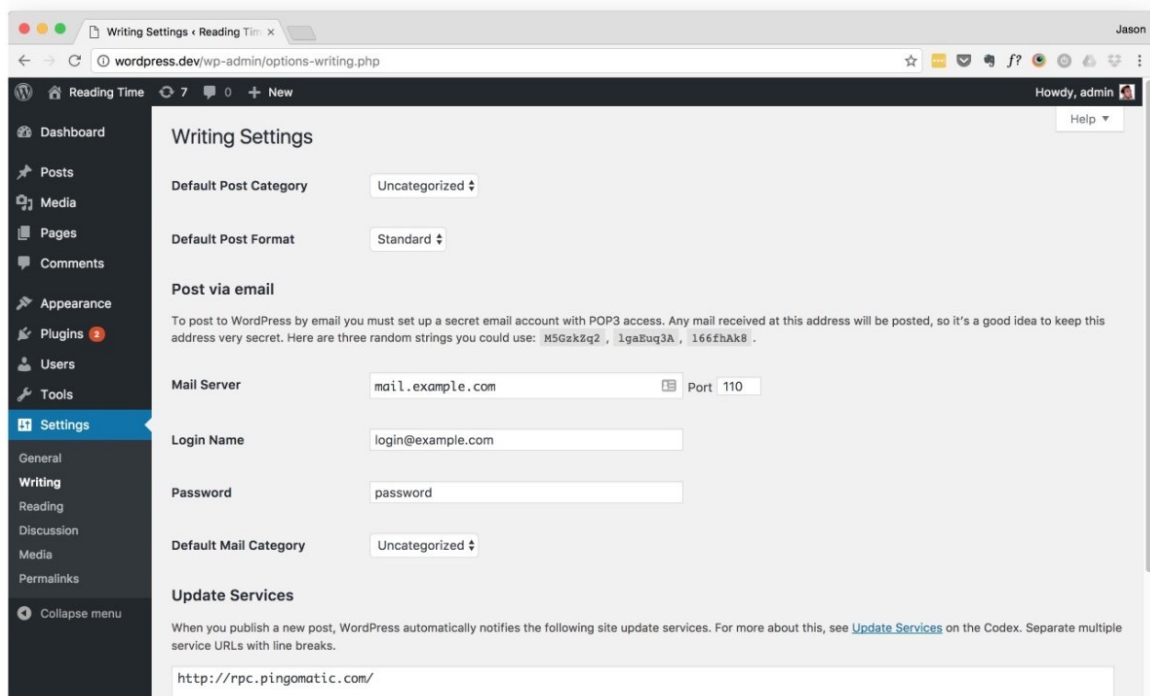 Writing Settings ‹ Reading Tim
Jason
wordpress.dev/wp-admin/options-writing.php
f?
Reading Time 7 0 + New
Howdy, admin
Help
Dashboard
Posts
Media
Pages
Comments
Appearance
Plugins 2
Users
Tools
Settings
General
Writing
Reading
Discussion
Media
Permalinks
Collapse menu
Writing Settings
Default Post Category Uncategorized
Default Post Format Standard
Post via email
To post to WordPress by email you must set up a secret email account with POP3 access. Any mail received at this address will be posted, so it's a good idea to keep this
address very secret. Here are three random strings you could use: M5GzkZq2 , lgaEuq3A , 166fhAk8 .
Mail Server mail.example.com Port 110
Login Name login@example.com
Password password
Default Mail Category Uncategorized
Update Services
When you publish a new post, WordPress automatically notifies the following site update services. For more about this, see Update Services on the Codex. Separate multiple
service URLs with line breaks.
http://rpc.pingomatic.com/